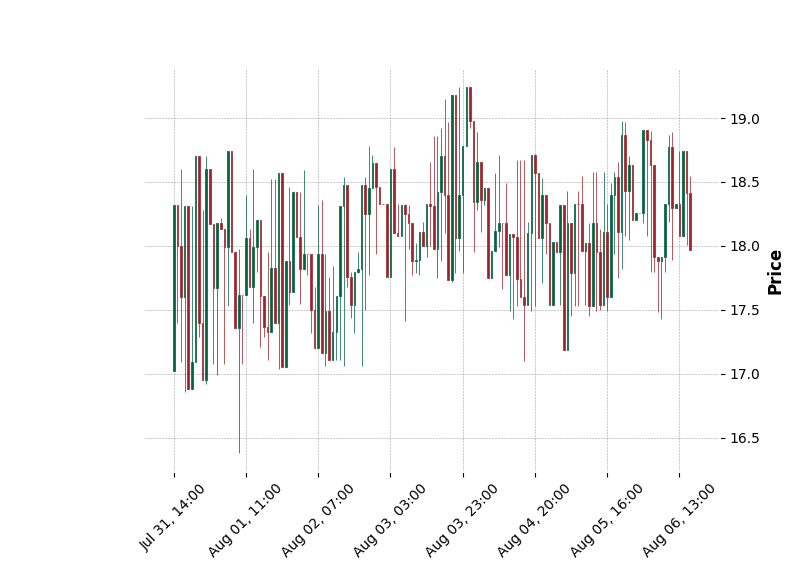 19.0
18.5
18.0
17.5
17.0
16.5
Price
Jul 31, 14:00
Aug 01, 11:00
Aug 02, 07:00
Aug 03, 03:00
Aug 03, 23:00
Aug 04, 20:00
Aug 05, 16:00
Aug 06, 13:00